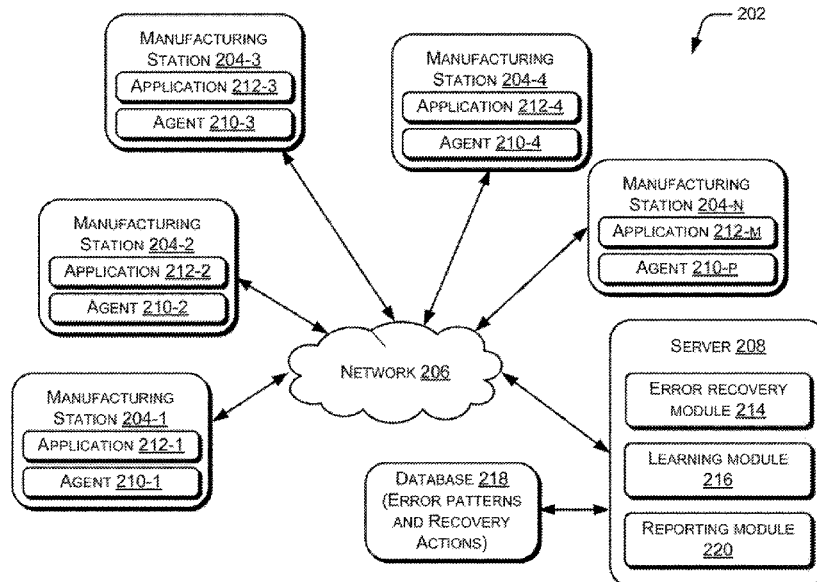 202
MANUFACTURING
STATION 204-3
APPLICATION 212-3
AGENT 210-3
MANUFACTURING
STATION 204-4
APPLICATION 212-4
AGENT 210-4
MANUFACTURING
STATION 204-N
APPLICATION 212-M
AGENT 210-P
MANUFACTURING
STATION 204-2
APPLICATION 212-2
AGENT 210-2
NETWORK 206
MANUFACTURING
STATION 204-1
APPLICATION 212-1
AGENT 210-1
SERVER 208
ERROR RECOVERY
MODULE 214
LEARNING MODULE
216
REPORTING MODULE
220
DATABASE 218
(ERROR PATTERNS
AND RECOVERY
ACTIONS)